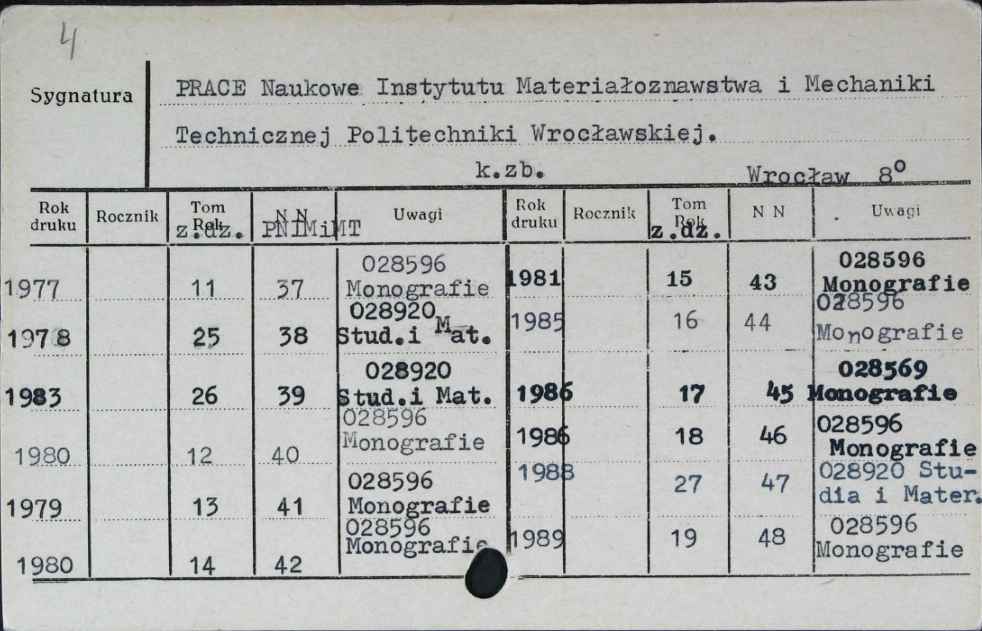 4
Sygnatura
PRACE Naukowe Instytutu Materiałoznawstwa i Mechaniki
Technicznej Politechniki Wrocławskiej.
k.zb.
Wrocław 8°
Rok druku Rocznik Tom Rok z.dz. N N PNIMiMT Uwagi
1977 11 37 028596 Monografie
1978 25 38 028920 Stud.i Mat.
1983 26 39 028920 Stud.i Mat.
1980 12 40 028596 Monografie
1979 13 41 028596 Monografie
1980 14 42 028596 Monografie
Rok druku Rocznik Tom Rok z.dz. N N Uwagi
1981 15 43 028596 Monografie
1985 16 44 028596 Monografie
1986 17 45 028569 Monografie
1986 18 46 028596 Monografie
1988 27 47 028920 Stu-
dia i Mater.
1989 19 48 028596 Monografie